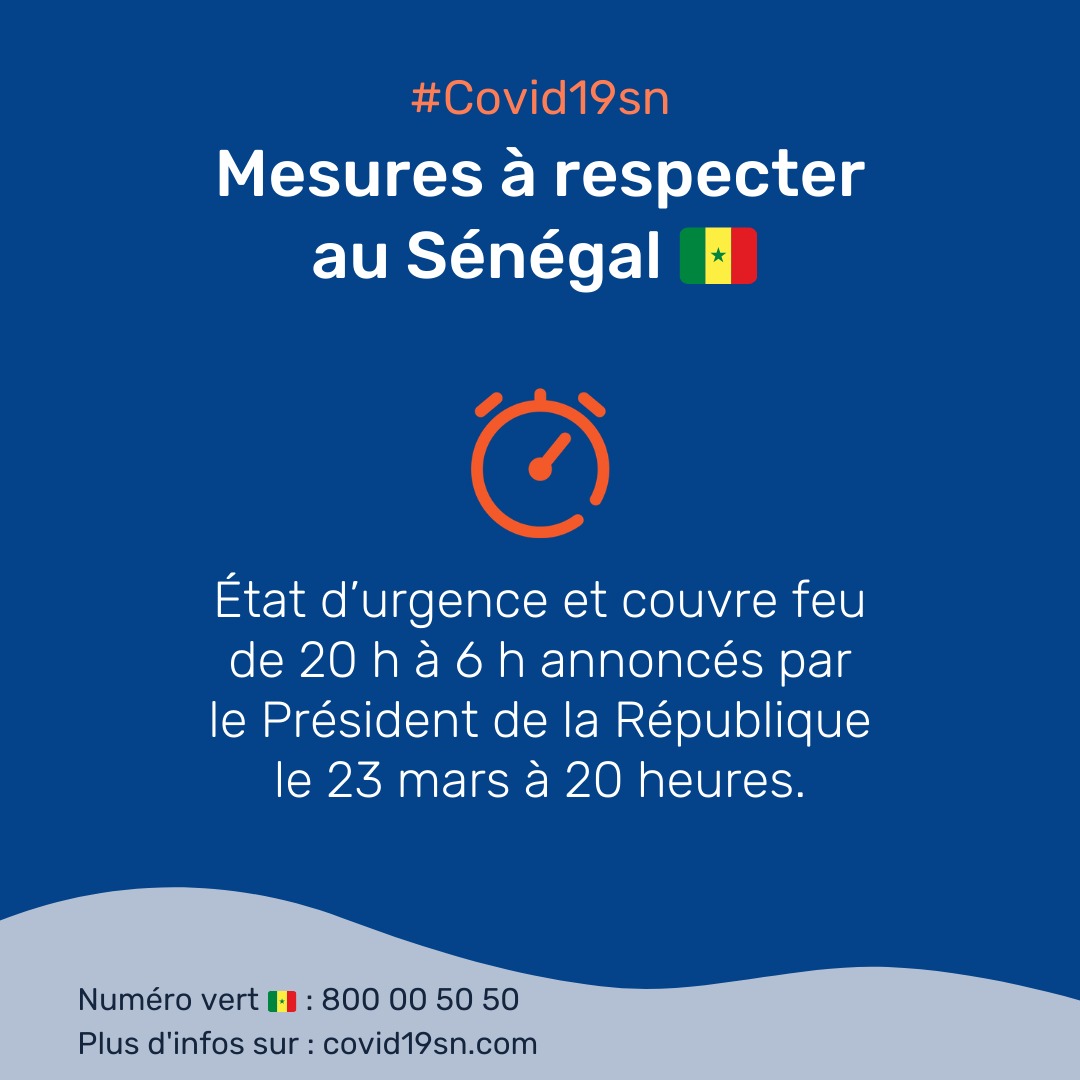 #Covid19sn
Mesures à respecter
au Sénégal 🇸🇳
État d’urgence et couvre feu
de 20 h à 6 h annoncés par
le Président de la République
le 23 mars à 20 heures.
Numéro vert 🇸🇳 : 800 00 50 50
Plus d'infos sur : covid19sn.com